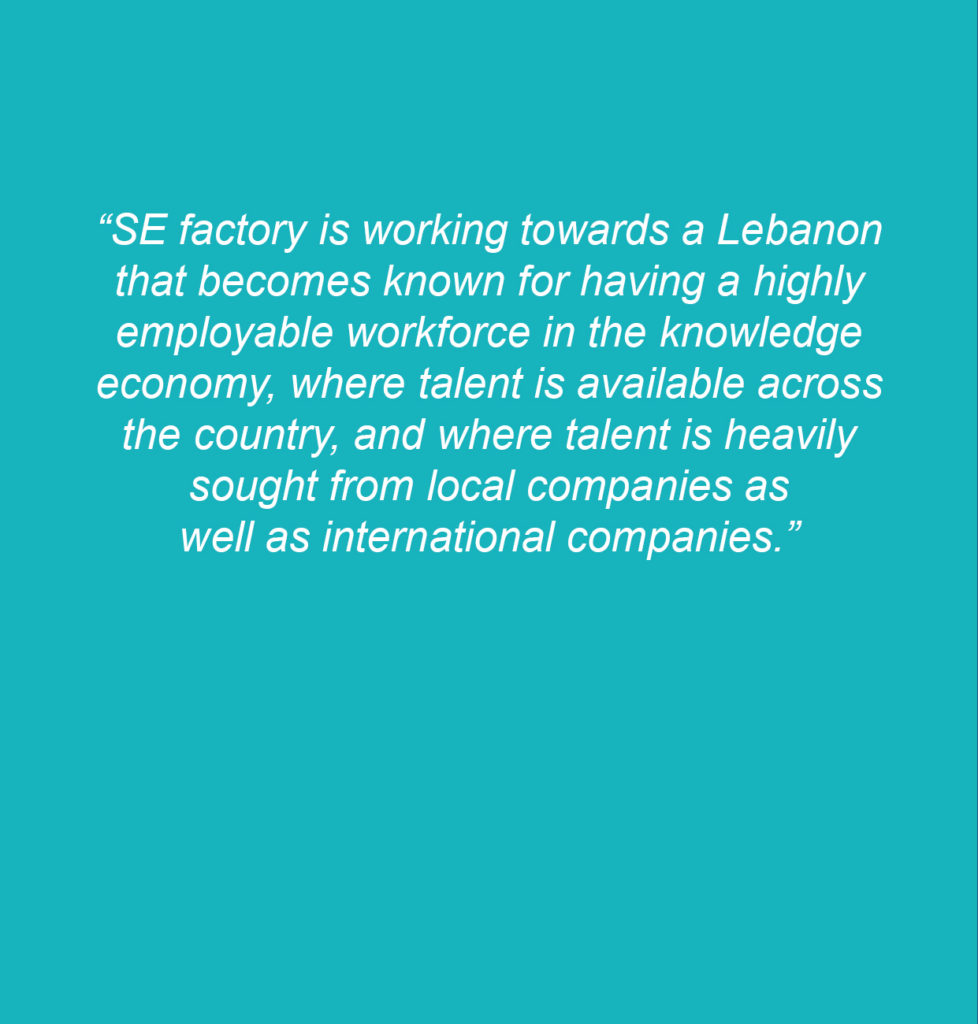 “SE factory is working towards a Lebanon
that becomes known for having a highly
employable workforce in the knowledge
economy, where talent is available across
the country, and where talent is heavily
sought from local companies as
well as international companies.”